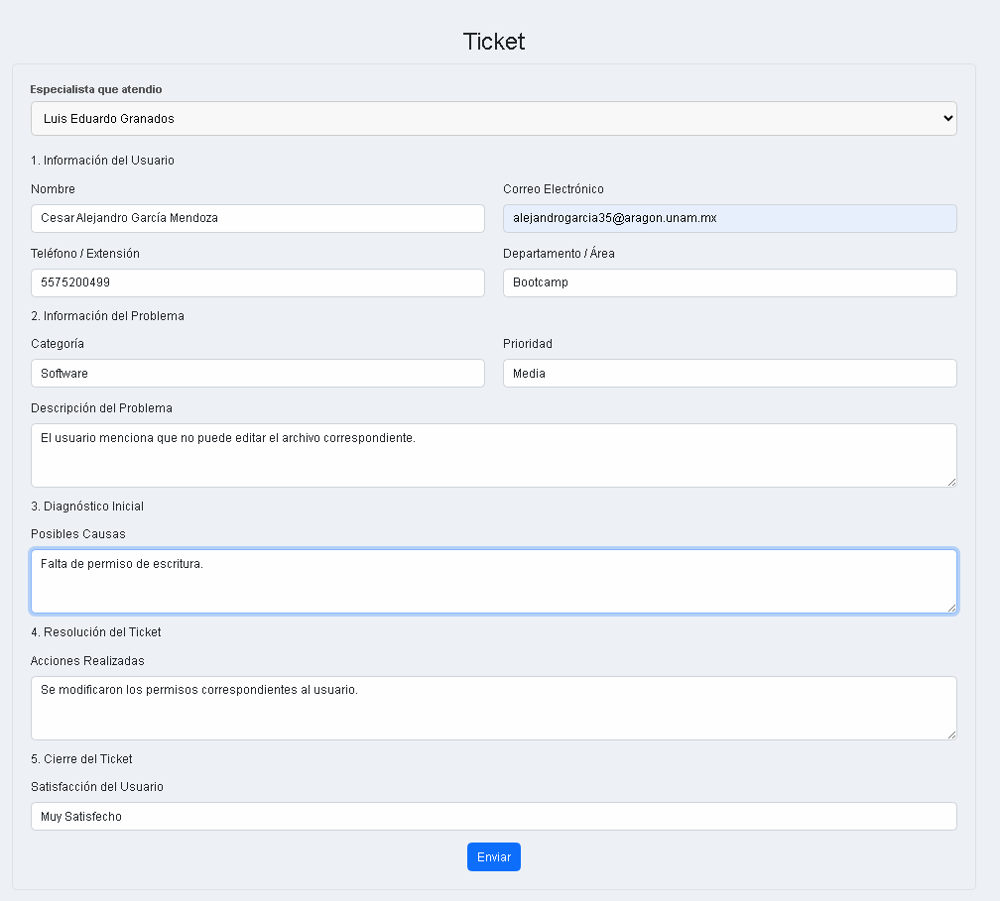 Ticket
Especialista que atendio
Luis Eduardo Granados
1. Información del Usuario
Nombre
Correo Electrónico
Cesar Alejandro García Mendoza
alejandrogarcia35@aragon.unam.mx
Teléfono / Extensión
Departamento / Área
5575200499
Bootcamp
2. Información del Problema
Categoría
Prioridad
Software
Media
Descripción del Problema
El usuario menciona que no puede editar el archivo correspondiente.
3. Diagnóstico Inicial
Posibles Causas
Falta de permiso de escritura.
4. Resolución del Ticket
Acciones Realizadas
Se modificaron los permisos correspondientes al usuario.
5. Cierre del Ticket
Satisfacción del Usuario
Muy Satisfecho
Enviar